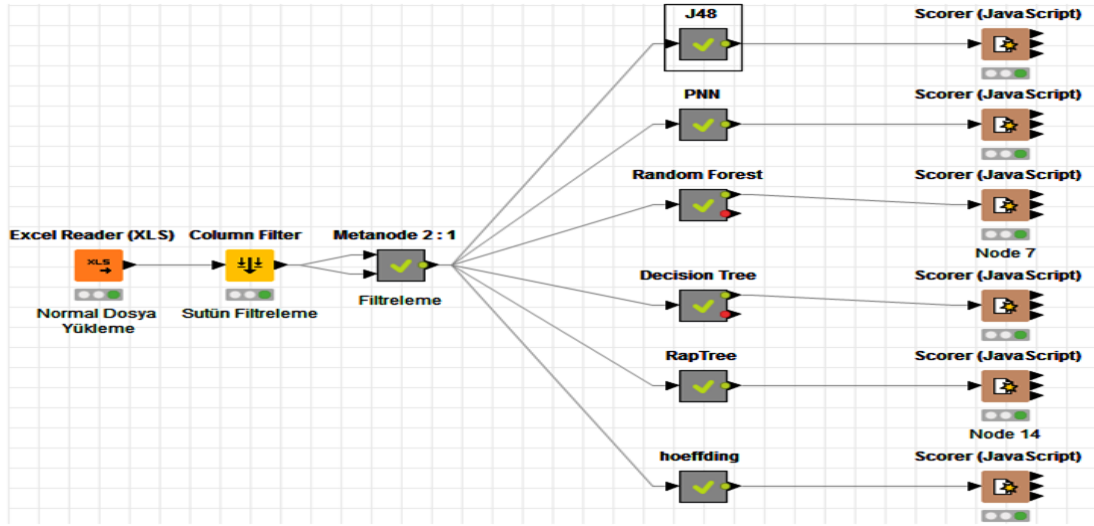 J48
Scorer (JavaScript)
PNN
Scorer (JavaScript)
Random Forest
Scorer (JavaScript)
Node 7
Excel Reader (XLS)
XLS
Normal Dosya
Yükleme
Column Filter
Sutün Filtreleme
Metanode 2 : 1
Filtreleme
Decision Tree
Scorer (JavaScript)
RapTree
Scorer (JavaScript)
Node 14
hoeffding
Scorer (JavaScript)